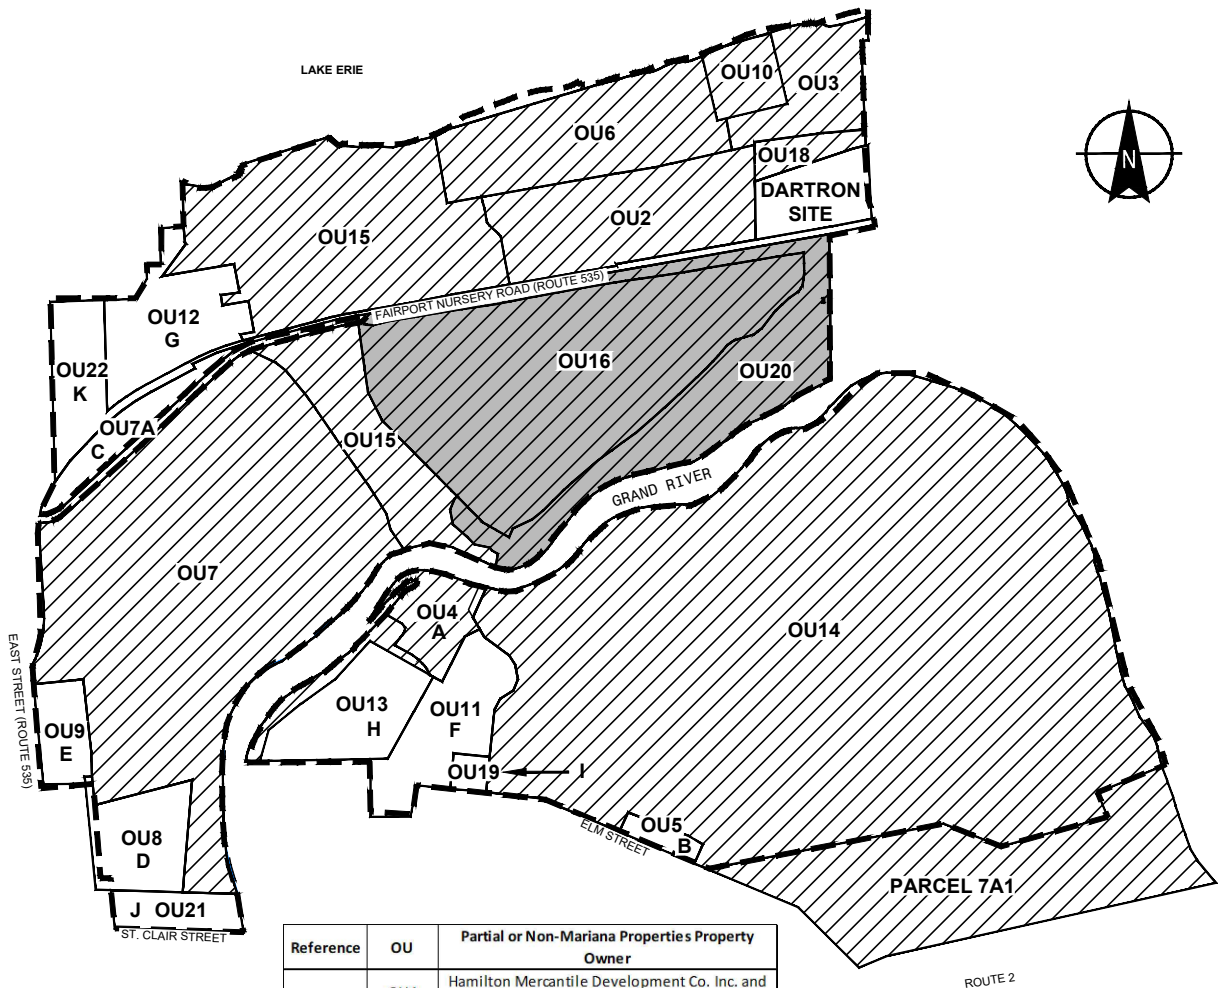 LAKE ERIE
OU10
OU3
OU6
N
OU18
DARTRON
SITE
OU2
OU15
FAIRPORT NURSERY ROAD (ROUTE 535)
OU12
G
OU16
OU22
K
OU20
OU7A
C
OU15
GRAND RIVER
OU7
OU4
A
OU14
EAST STREET (ROUTE 535)
OU13
H
OU11
F
OU9
E
OU19
I
OU5
B
ELM STREET
OU8
D
PARCEL 7A1
J OU21
ST. CLAIR STREET
Reference OU Partial or Non-Mariana Properties Property
Owner
Hamilton Mercantile Development Co. Inc. and
ROUTE 2